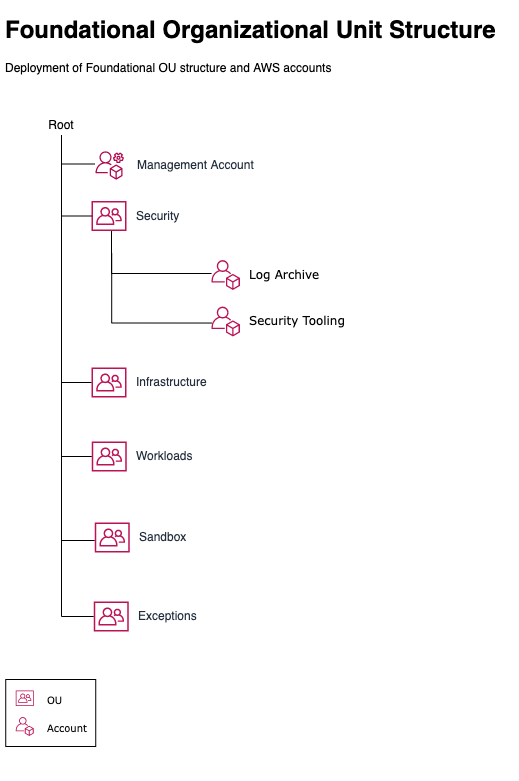 Foundational Organizational Unit Structure
Deployment of Foundational OU structure and AWS accounts
Root
Management Account
Security
Log Archive
Security Tooling
Infrastructure
Workloads
Sandbox
Exceptions
OU
Account